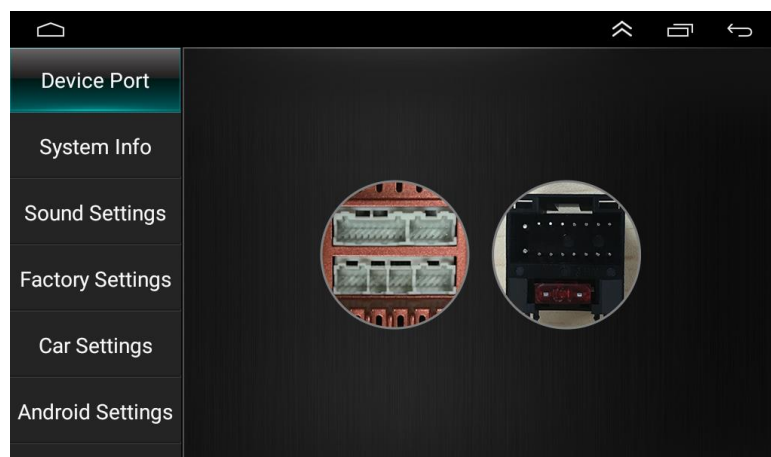 Device Port
System Info
Sound Settings
Factory Settings
Car Settings
Android Settings